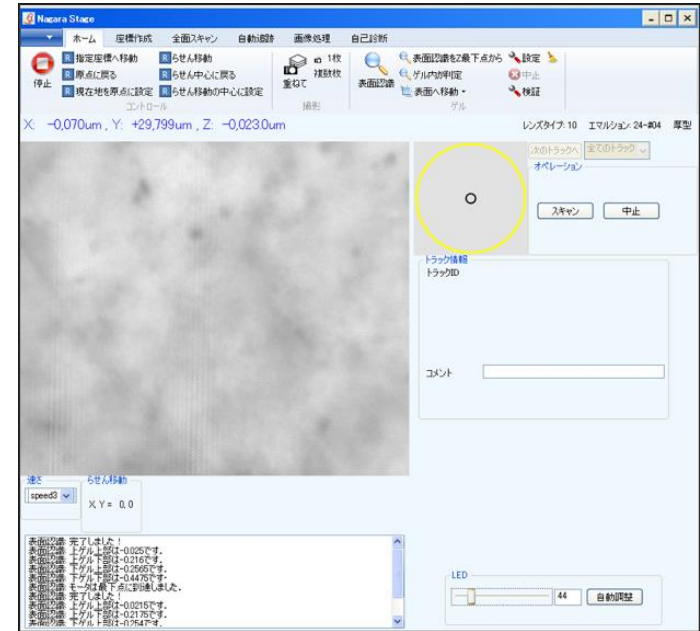 Nagara Stage
ホーム 座標作成 全面スキャン 自動追跡 画像処理 自己診断
停止
R 指定座標へ移動
R 原点に戻る
R 現在地を原点に設定
R らせん移動
R らせん中心に戻る
R らせん移動の中心に設定
コントロール
重ねて
1枚
複数枚
撮影
表面認識
表面認識をZ最下点から
ゲル内外判定
表面へ移動
設定
中止
検証
ゲル
X: -0,070um , Y: +29,799um , Z: -0,023.0um
レンズタイプ: 10 エマルション: 24-#04 厚型
次のトラックへ 全てのトラック
オペレーション
スキャン 中止
トラック情報
トラックID
コメント
速さ
speed3
らせん移動
X, Y = 0, 0
表面認識: 完了しました!
表面認識: 上ゲル上部は-0.025です.
表面認識: 上ゲル下部は-0.216です.
表面認識: 下ゲル上部は-0.2565です.
表面認識: 下ゲル下部は-0.4475です.
表面認識: モータは最下点に到達しました.
表面認識: 完了しました!
表面認識: 上ゲル上部は-0.0215です.
表面認識: 上ゲル下部は-0.2175です.
表面認識: 下ゲル上部は-0.2547です.
LED
44 自動調整